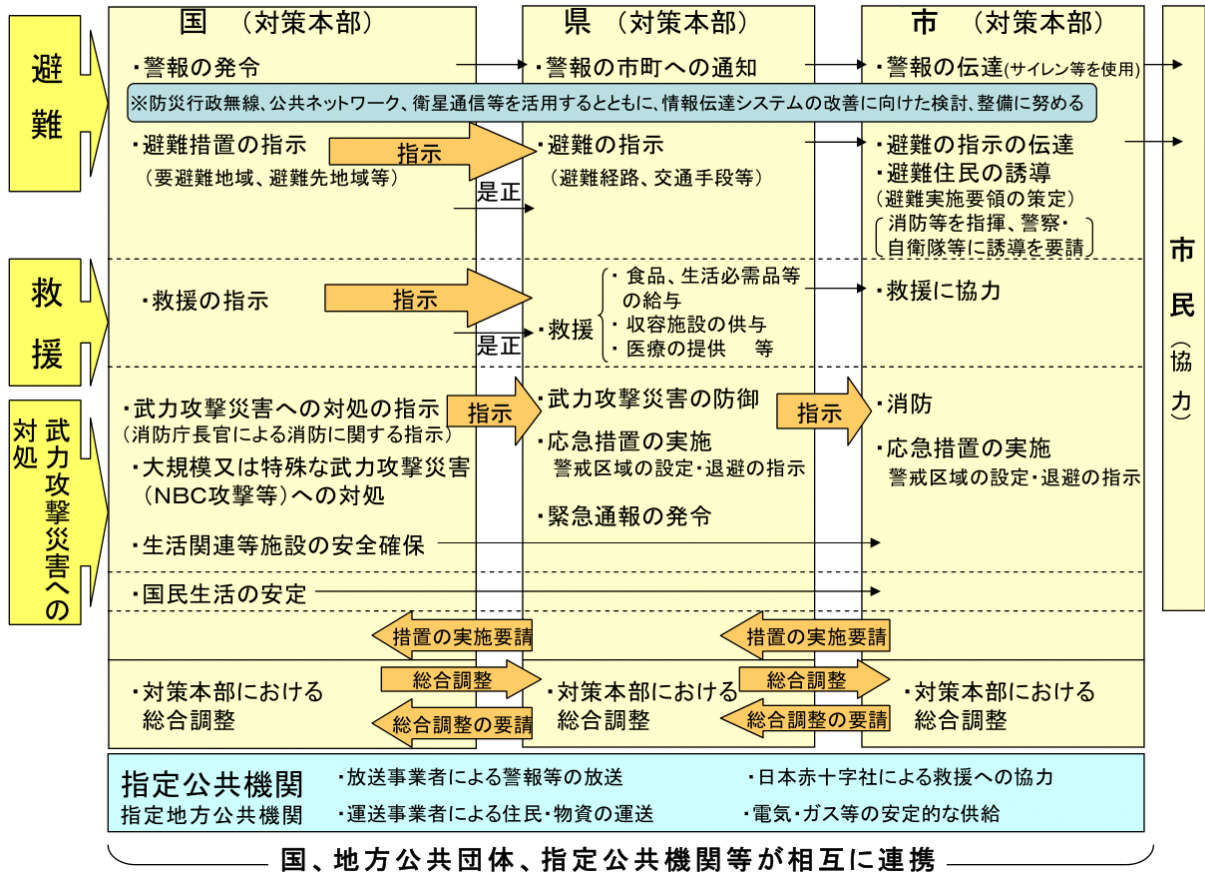 国 (対策本部)
県 (対策本部)
市 (対策本部)
避難
・警報の発令
・警報の市町への通知
・警報の伝達(サイレン等を使用)
※防災行政無線、公共ネットワーク、衛星通信等を活用するとともに、情報伝達システムの改善に向けた検討、整備に努める
・避難措置の指示
(要避難地域、避難先地域等)
指示
是正
・避難の指示
(避難経路、交通手段等)
・避難の指示の伝達
・避難住民の誘導
(避難実施要領の策定)
消防等を指揮、警察・
自衛隊等に誘導を要請
救援
・救援の指示
指示
是正
・救援
・食品、生活必需品等
の給与
・収容施設の供与
・医療の提供 等
・救援に協力
市民(協力)
武力攻撃災害への
対処
・武力攻撃災害への対処の指示
(消防庁長官による消防に関する指示)
・大規模又は特殊な武力攻撃災害
(NBC攻撃等)への対処
指示
・武力攻撃災害の防御
・応急措置の実施
警戒区域の設定・退避の指示
・緊急通報の発令
指示
・消防
・応急措置の実施
警戒区域の設定・退避の指示
・生活関連等施設の安全確保
・国民生活の安定
措置の実施要請
措置の実施要請
・対策本部における
総合調整
総合調整
総合調整の要請
・対策本部における
総合調整
総合調整
総合調整の要請
・対策本部における
総合調整
指定公共機関
指定地方公共機関
・放送事業者による警報等の放送
・日本赤十字社による救援への協力
・運送事業者による住民・物資の運送
・電気・ガス等の安定的な供給
国、地方公共団体、指定公共機関等が相互に連携